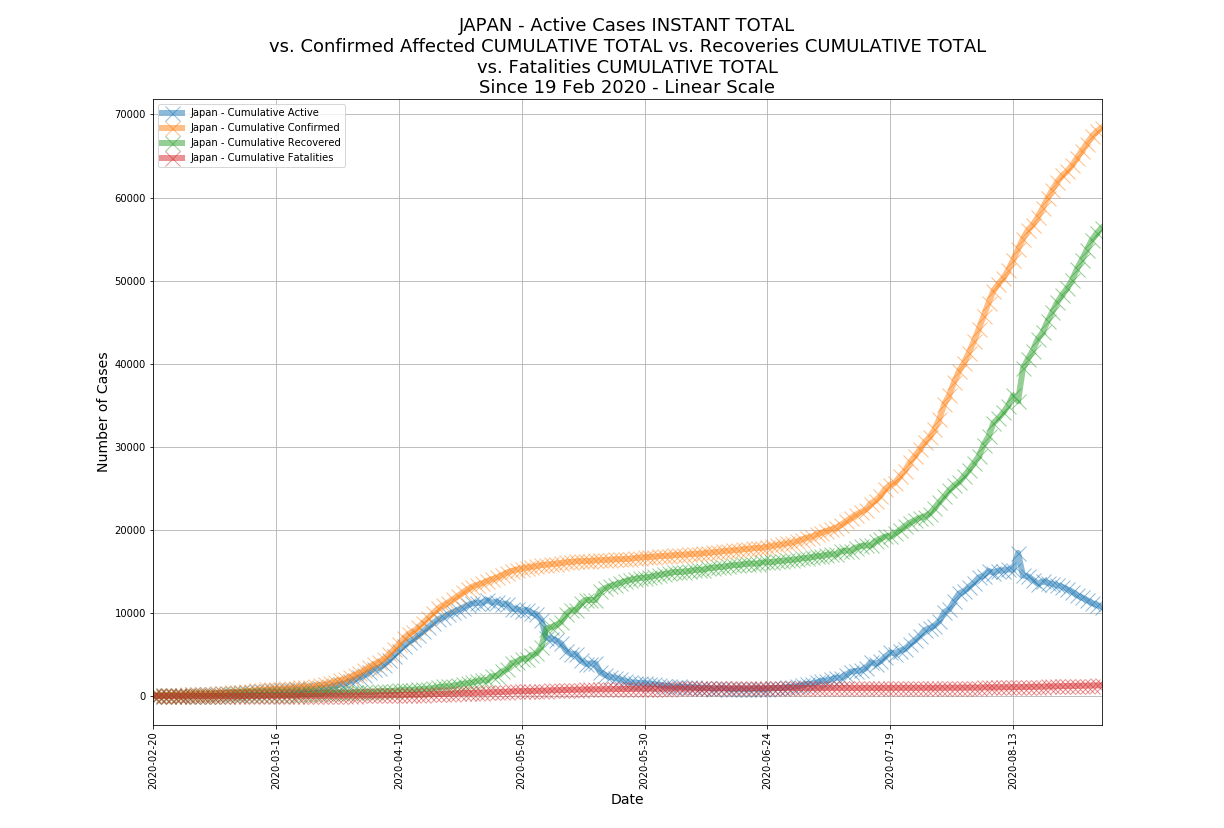 JAPAN - Active Cases INSTANT TOTAL
vs. Confirmed Affected CUMULATIVE TOTAL vs. Recoveries CUMULATIVE TOTAL
vs. Fatalities CUMULATIVE TOTAL
Since 19 Feb 2020 - Linear Scale
Japan - Cumulative Active
Japan - Cumulative Confirmed
Japan - Cumulative Recovered
Japan - Cumulative Fatalities
Number of Cases
70000
60000
50000
40000
30000
20000
10000
0
2020-02-20
2020-03-16
2020-04-10
2020-05-05
2020-05-30
2020-06-24
2020-07-19
2020-08-13
Date